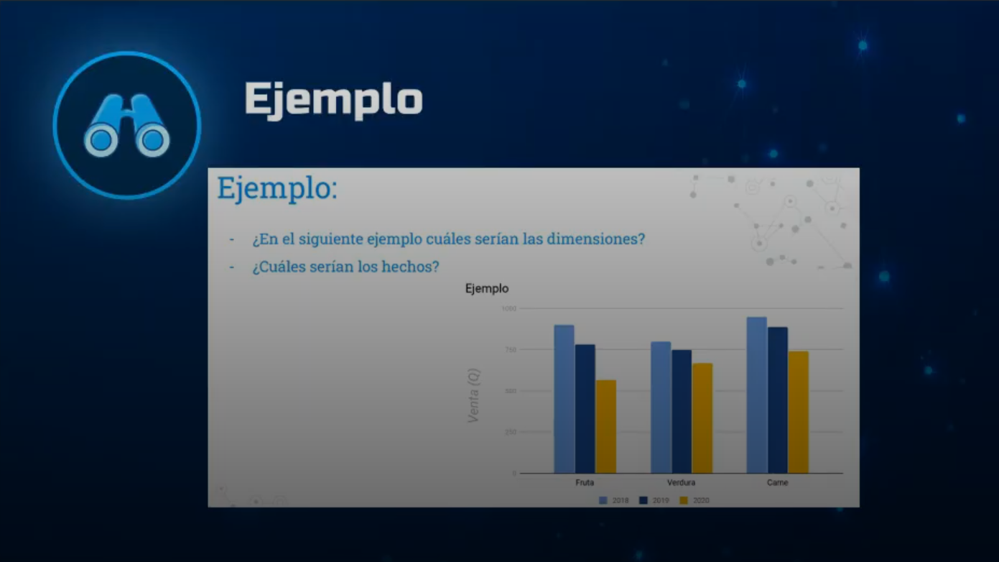 Ejemplo
Ejemplo:
- ¿En el siguiente ejemplo cuáles serían las dimensiones?
- ¿Cuáles serían los hechos?
Ejemplo
Venta (Q)
1000
750
500
250
0
Fruta Verdura Carne
2018 2019 2020